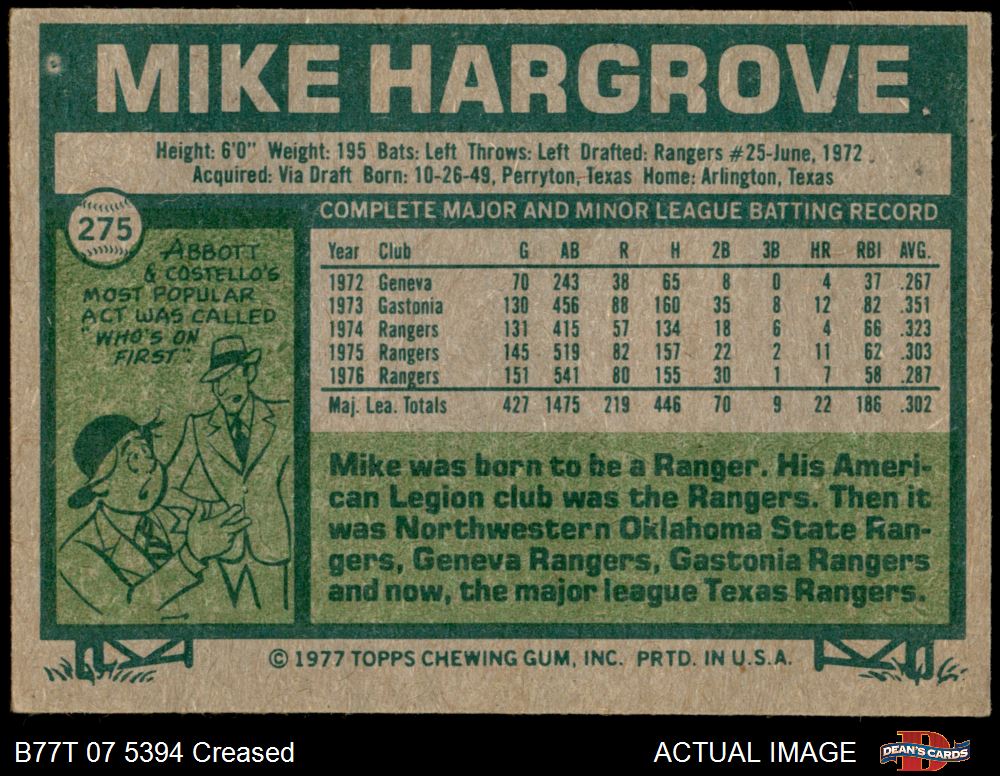 MIKE HARGROVE
Height: 6'0" Weight: 195 Bats: Left Throws: Left Drafted: Rangers #25-June, 1972
Acquired: Via Draft Born: 10-26-49, Perryton, Texas Home: Arlington, Texas
275
ABBOTT
& COSTELLO'S
MOST POPULAR
ACT WAS CALLED
"WHO'S ON
FIRST".
COMPLETE MAJOR AND MINOR LEAGUE BATTING RECORD
Year Club G AB R H 2B 3B HR RBI AVG.
1972 Geneva 70 243 38 65 8 0 4 37 .267
1973 Gastonia 130 456 88 160 35 8 12 82 .351
1974 Rangers 131 415 57 134 18 6 4 66 .323
1975 Rangers 145 519 82 157 22 2 11 62 .303
1976 Rangers 151 541 80 155 30 1 7 58 .287
Maj. Lea. Totals 427 1475 219 446 70 9 22 186 .302
Mike was born to be a Ranger. His Ameri-
can Legion club was the Rangers. Then it
was Northwestern Oklahoma State Ran-
gers, Geneva Rangers, Gastonia Rangers
and now, the major league Texas Rangers.
© 1977 TOPPS CHEWING GUM, INC. PRTD. IN U.S.A.
B77T 07 5394 Creased
ACTUAL IMAGE
D
DEAN'S CARDS